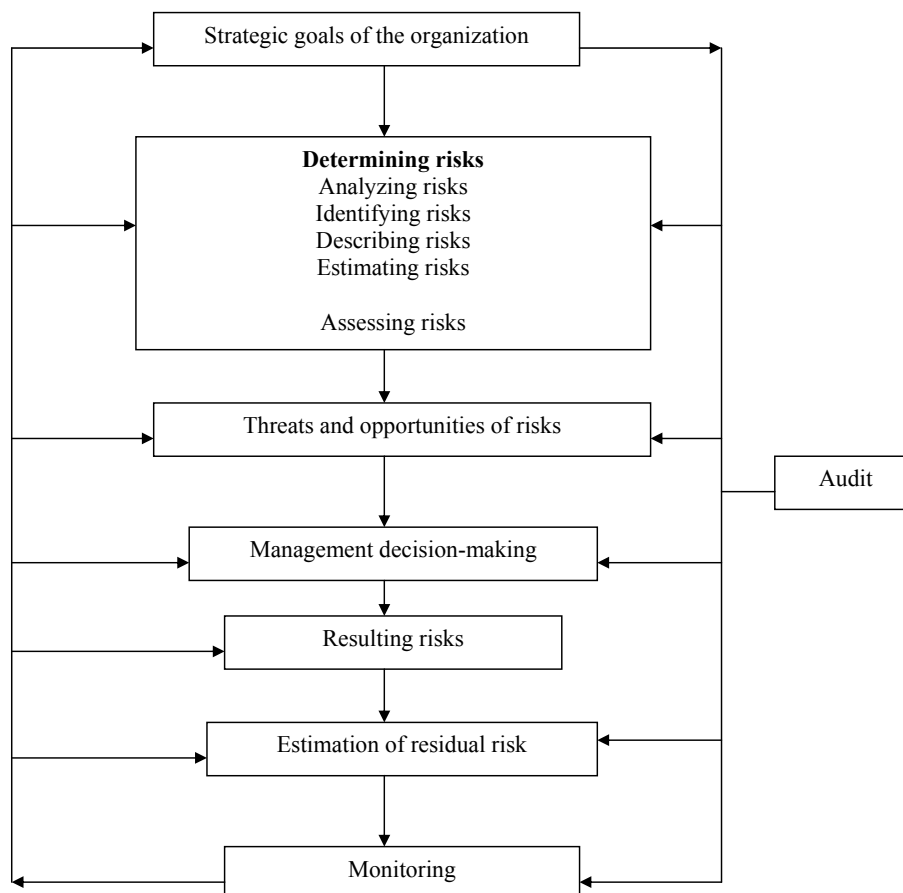 Strategic goals of the organization
Determining risks
Analyzing risks
Identifying risks
Describing risks
Estimating risks
Assessing risks
Threats and opportunities of risks
Audit
Management decision-making
Resulting risks
Estimation of residual risk
Monitoring